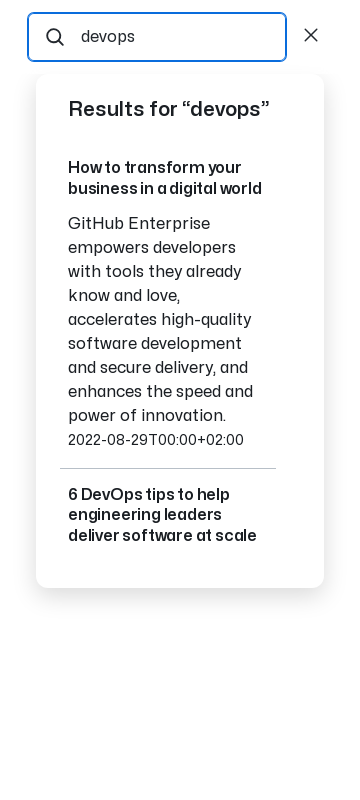 devops
Results for “devops”
How to transform your
business in a digital world
GitHub Enterprise
empowers developers
with tools they already
know and love,
accelerates high-quality
software development
and secure delivery, and
enhances the speed and
power of innovation.
2022-08-29T00:00+02:00
6 DevOps tips to help
engineering leaders
deliver software at scale